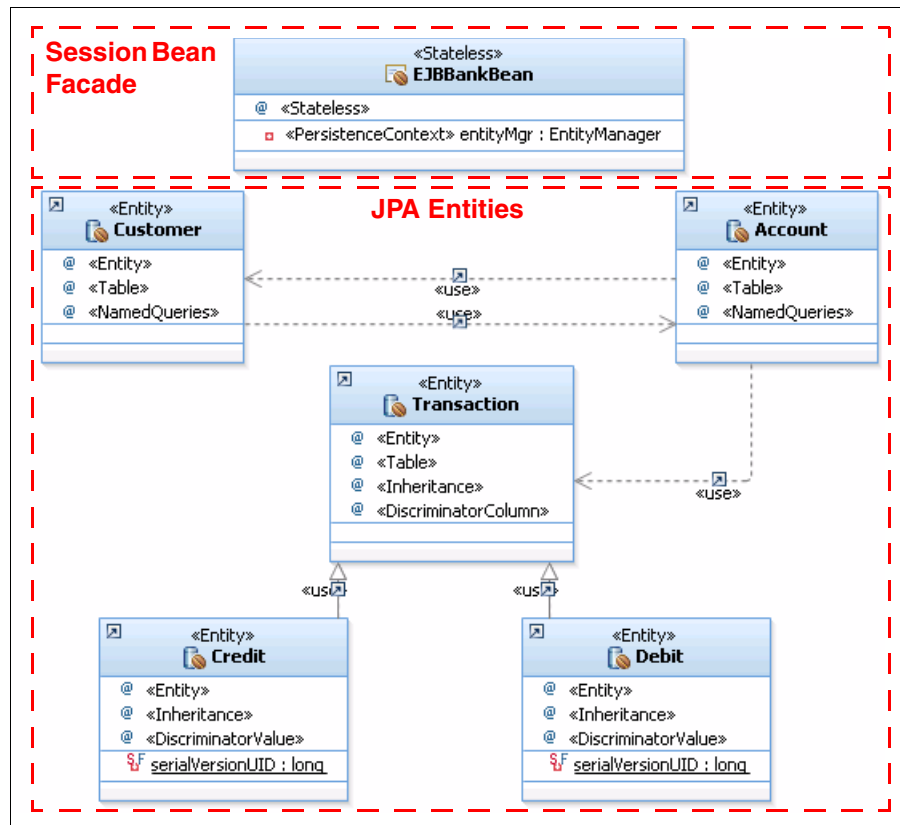 Session Bean
Facade
«Stateless»
EJBBankBean
@ «Stateless»
«PersistenceContext» entityMgr : EntityManager
JPA Entities
«Entity»
Customer
@ «Entity»
@ «Table»
@ «NamedQueries»
«Entity»
Account
@ «Entity»
@ «Table»
@ «NamedQueries»
«use»
«use»
«Entity»
Transaction
@ «Entity»
@ «Table»
@ «Inheritance»
@ «DiscriminatorColumn»
«use»
«use»
«use»
«Entity»
Credit
@ «Entity»
@ «Inheritance»
@ «DiscriminatorValue»
S F serialVersionUID : long
«Entity»
Debit
@ «Entity»
@ «Inheritance»
@ «DiscriminatorValue»
S F serialVersionUID : long